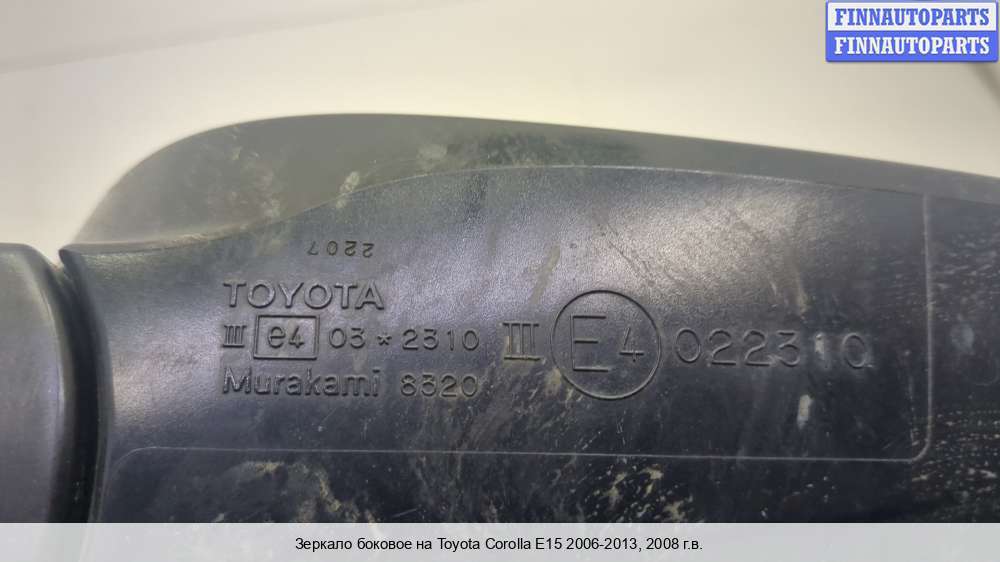 FINNAUTOPARTS
FINNAUTOPARTS
2207
TOYOTA
III e4 03*2310 III E4 022310
Murakami 8320
Зеркало боковое на Toyota Corolla E15 2006-2013, 2008 г.в.